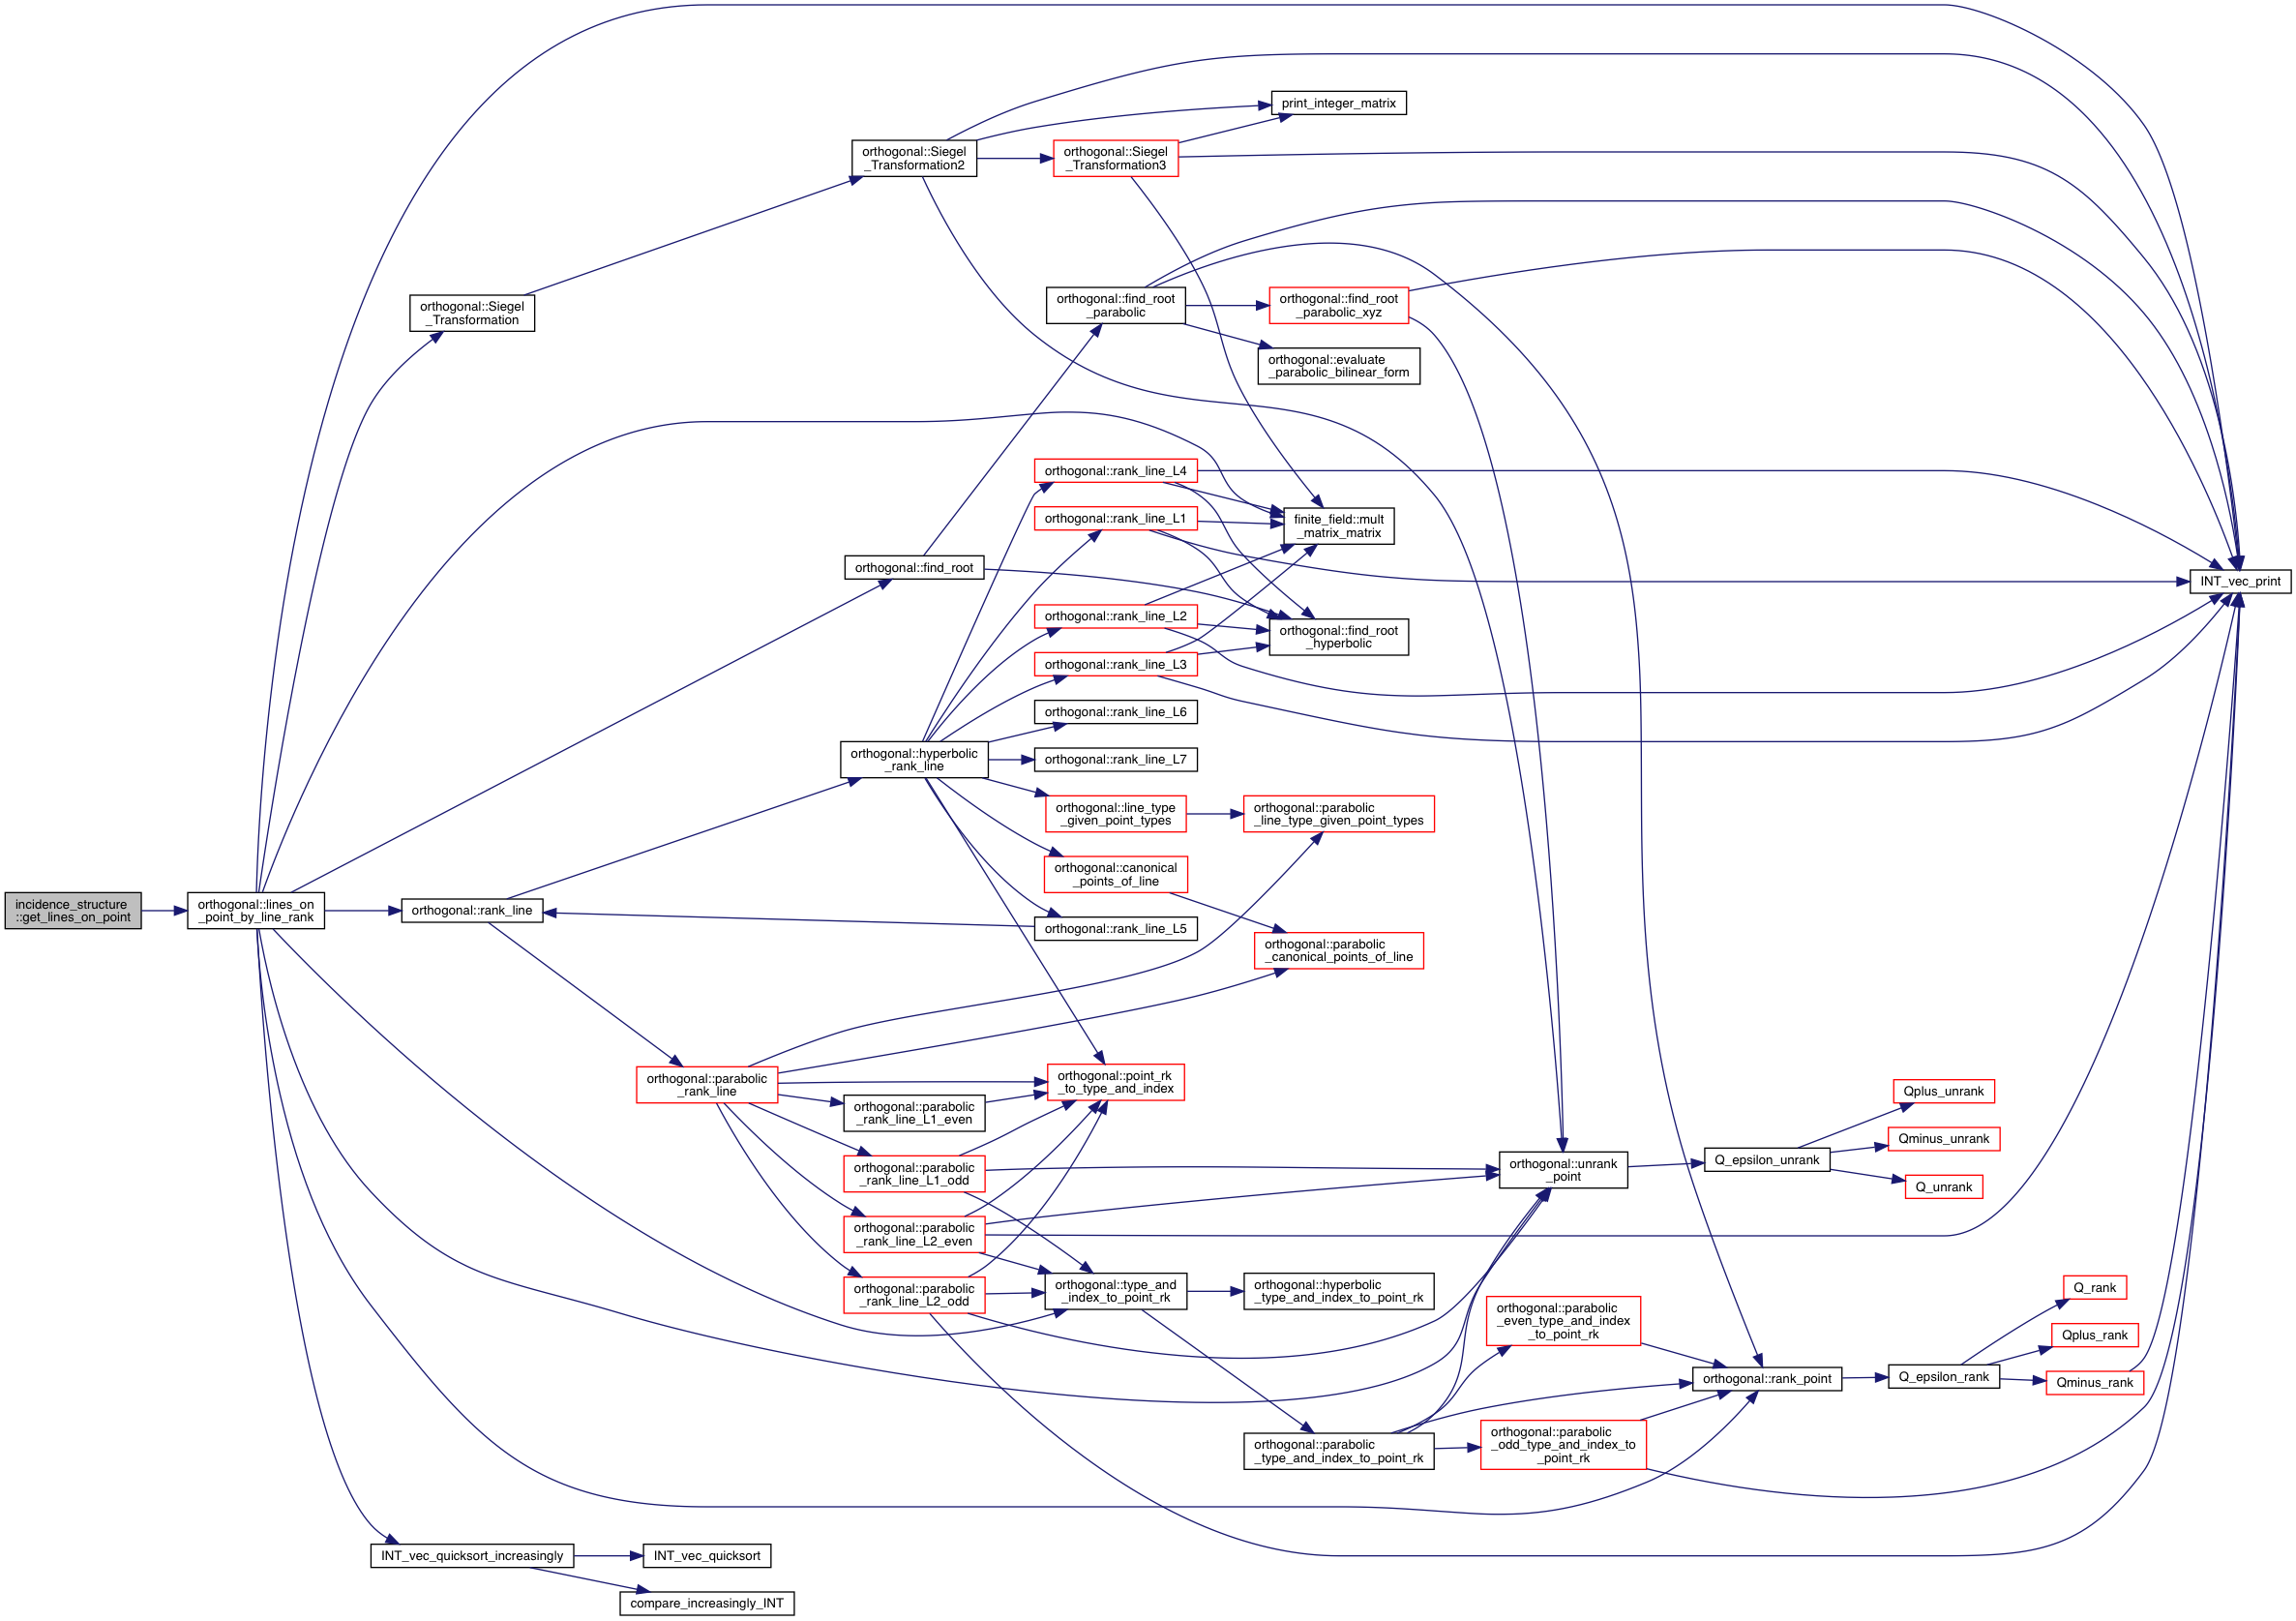 incidence_structure
::get_lines_on_point
orthogonal::lines_on
_point_by_line_rank
orthogonal::Siegel
_Transformation
orthogonal::rank_line
INT_vec_quicksort_increasingly
INT_vec_quicksort
compare_increasingly_INT
orthogonal::parabolic
_rank_line
orthogonal::Siegel
_Transformation2
orthogonal::find_root
orthogonal::hyperbolic
_rank_line
orthogonal::parabolic
_rank_line_L1_even
orthogonal::parabolic
_rank_line_L1_odd
orthogonal::parabolic
_rank_line_L2_even
orthogonal::parabolic
_rank_line_L2_odd
orthogonal::Siegel
_Transformation3
orthogonal::find_root
_parabolic
orthogonal::rank_line_L4
orthogonal::rank_line_L1
orthogonal::rank_line_L2
orthogonal::rank_line_L3
orthogonal::rank_line_L6
orthogonal::rank_line_L7
orthogonal::line_type
_given_point_types
orthogonal::canonical
_points_of_line
orthogonal::rank_line_L5
orthogonal::point_rk
_to_type_and_index
orthogonal::type_and
_index_to_point_rk
print_integer_matrix
orthogonal::find_root
_parabolic_xyz
orthogonal::evaluate
_parabolic_bilinear_form
finite_field::mult
_matrix_matrix
orthogonal::find_root
_hyperbolic
orthogonal::parabolic
_line_type_given_point_types
orthogonal::parabolic
_canonical_points_of_line
orthogonal::hyperbolic
_type_and_index_to_point_rk
orthogonal::parabolic
_type_and_index_to_point_rk
orthogonal::unrank
_point
orthogonal::parabolic
_even_type_and_index
_to_point_rk
orthogonal::parabolic
_odd_type_and_index_to
_point_rk
Q_epsilon_unrank
orthogonal::rank_point
Qplus_unrank
Qminus_unrank
Q_unrank
Q_epsilon_rank
Q_rank
Qplus_rank
Qminus_rank
INT_vec_print